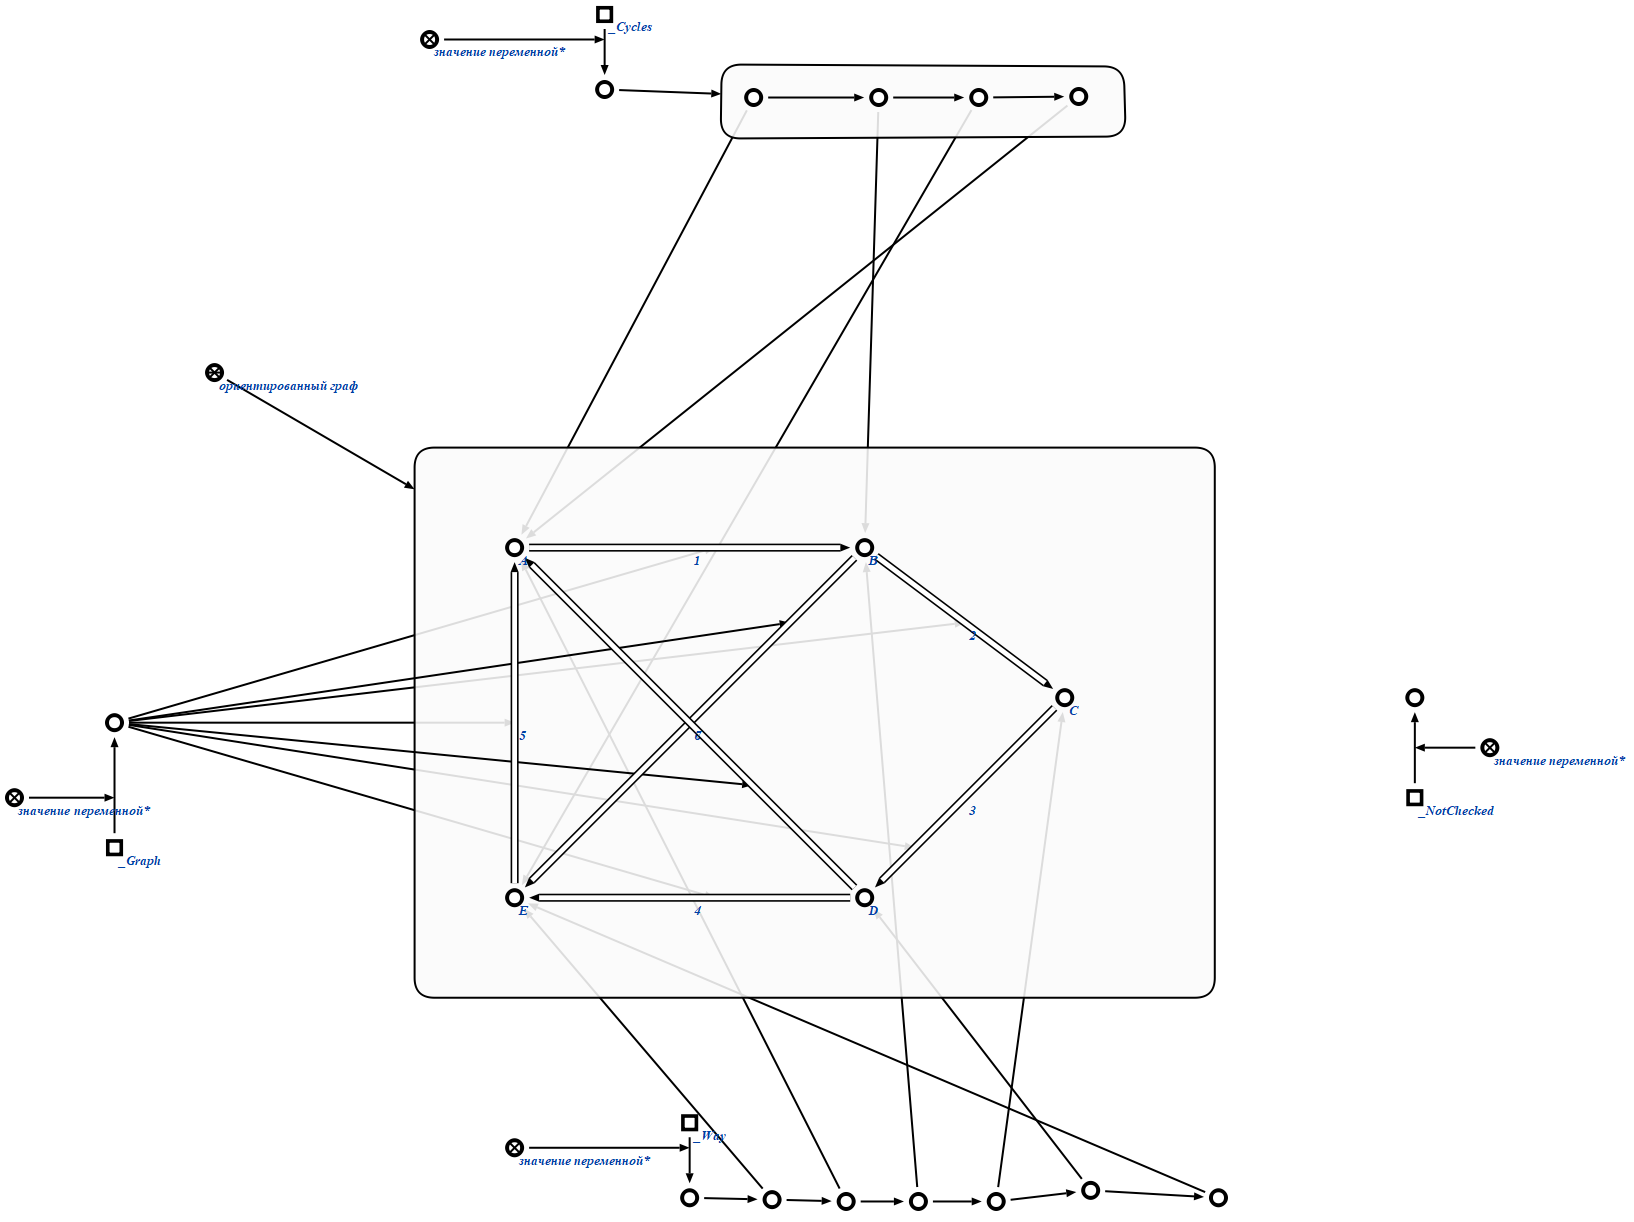 _Cycles
значение переменной*
ориентированный граф
A
1
B
2
C
5
6
значение переменной*
значение переменной*
_Graph
3
_NotChecked
E
4
D
_Way
значение переменной*